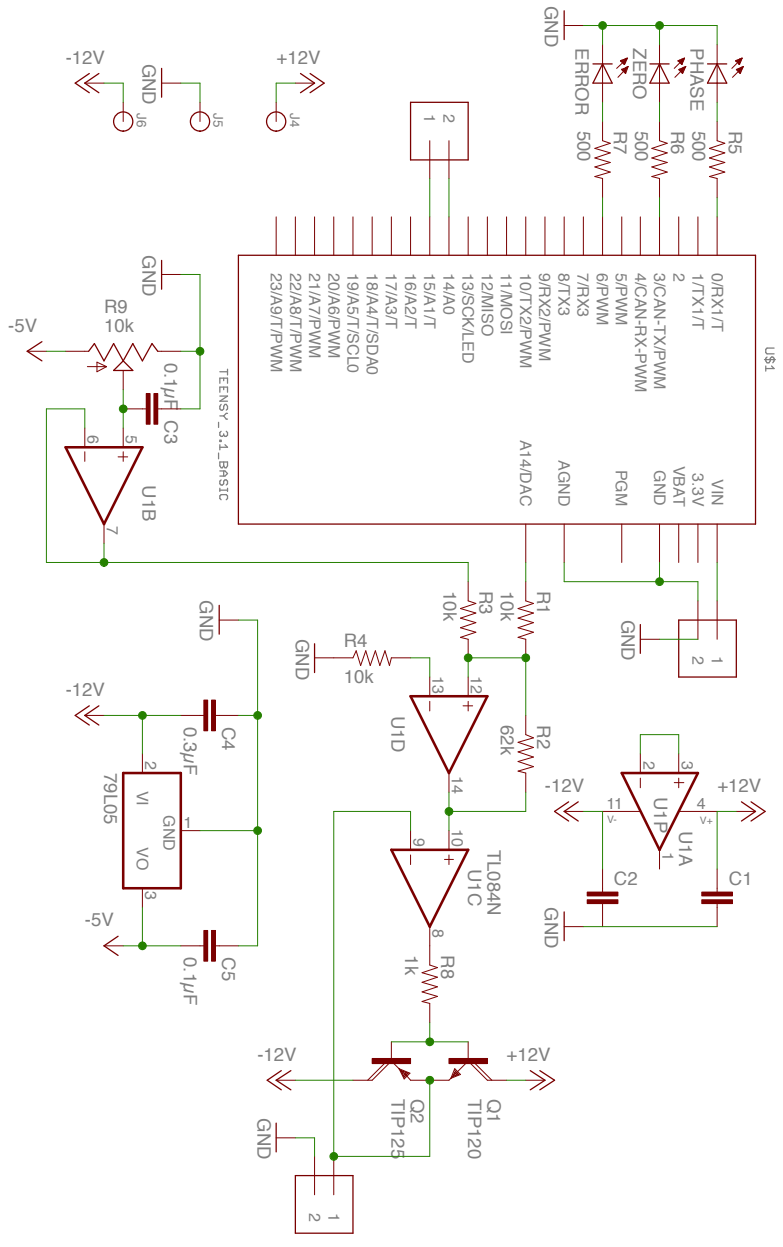 -12V
GND
+12V
J6
J5
J4
GND
ERROR
ZERO
PHASE
500
R7
500
R6
500
R5
1
2
U$1
TEENSY_3.1_BASIC
0/RX1/T
1/TX1/T
2
3/CAN-TX/PWM
4/CAN-RX-PWM
5/PWM
6/PWM
7/RX3
8/TX3
9/RX2/PWM
10/TX2/PWM
11/MOSI
12/MISO
13/SCK/LED
14/A0
15/A1/T
16/A2/T
17/A3/T
18/A4/T/SDA0
19/A5/T/SCL0
20/A6/PWM
21/A7/PWM
22/A8/T/PWM
23/A9/T/PWM
VIN
3.3V
VBAT
GND
PGM
AGND
A14/DAC
GND
R9
10k
-5V
0.1µF
C3
6
5
-
+
U1B
7
GND
1
2
R3
10k
R1
10k
R4
10k
GND
13
12
-
+
U1D
14
R2
62k
-12V
+12V
2
3
-
+
11
4
V-
V+
U1P
U1A
1
C2
C1
GND
GND
-12V
C4
0.3µF
79L05
2
VI
GND
1
VO
3
-5V
C5
0.1µF
9
10
-
+
TL084N
U1C
8
R8
1k
-12V
+12V
Q2
TIP125
Q1
TIP120
GND
1
2